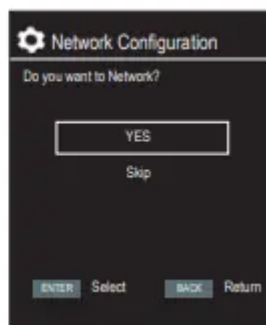 Network Configuration
Do you want to Network?
YES
Skip
ENTER Select BACK Return